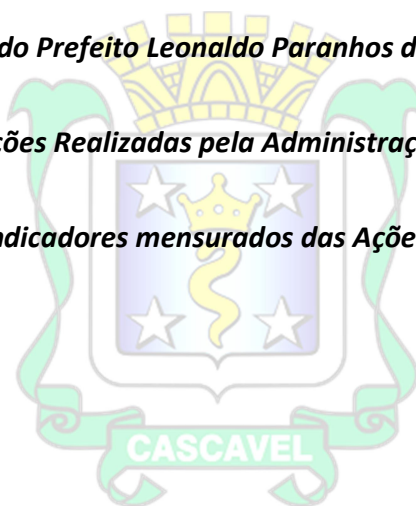 do Prefeito Leonaldo Paranhos d
ções Realizadas pela Administraç
ndicadores mensurados das Açõe
CASCAVEL